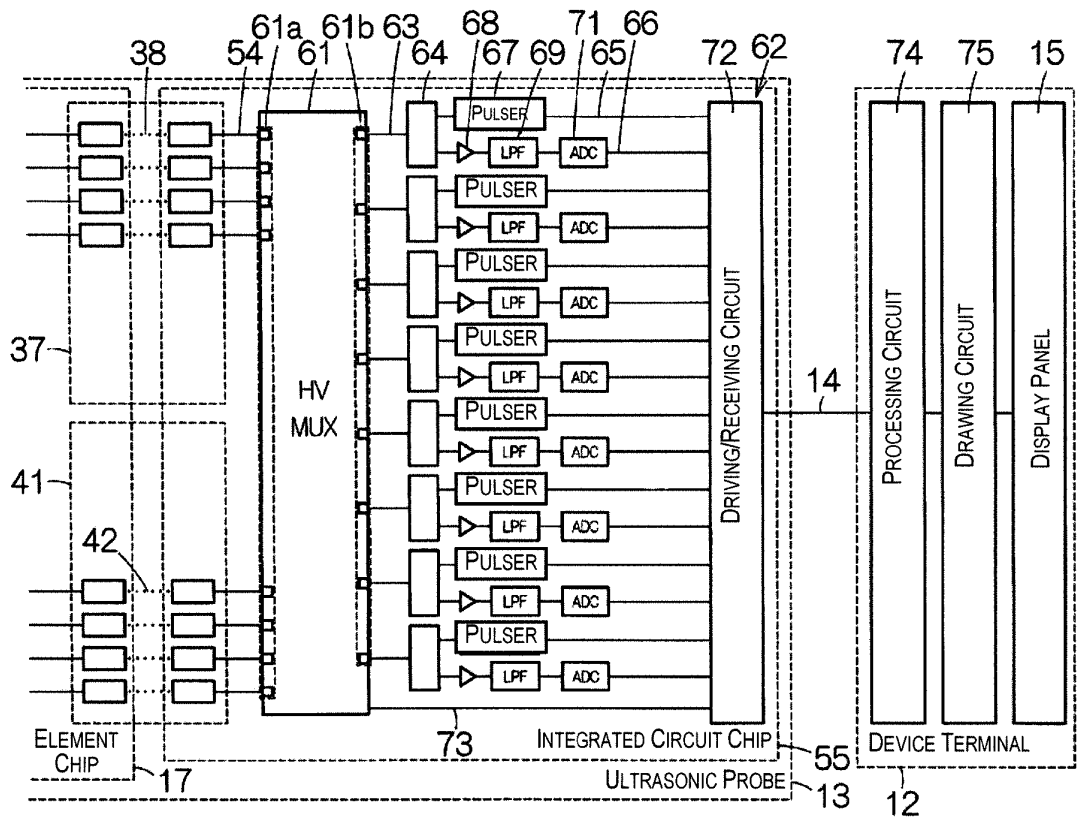 61a 61b 68 71 66 62
38 54 61 63 64 67 69 65 72 74 75 15
PULSER
LPF ADC
PULSER
LPF ADC
PULSER
LPF ADC
37
PULSER
LPF ADC
HV
MUX
14
PULSER
LPF ADC
41
PULSER
LPF ADC
42
PULSER
LPF ADC
PULSER
LPF ADC
DRIVING/RECEIVING CIRCUIT
PROCESSING CIRCUIT
DRAWING CIRCUIT
DISPLAY PANEL
73
ELEMENT
CHIP
INTEGRATED CIRCUIT CHIP
55
DEVICE TERMINAL
17
ULTRASONIC PROBE
13
12